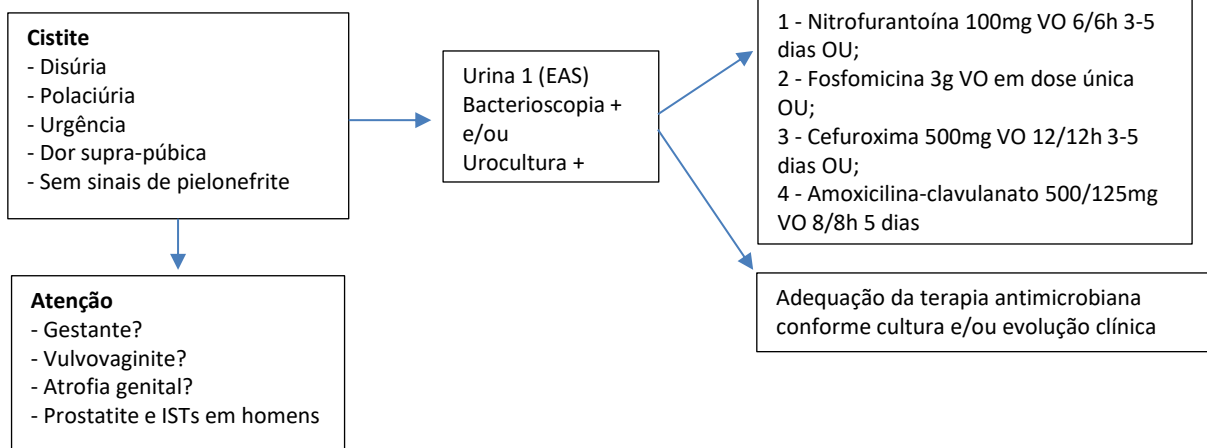 Cistite
- Disúria
- Polaciúria
- Urgência
- Dor supra-púbica
- Sem sinais de pielonefrite
Atenção
- Gestante?
- Vulvovaginite?
- Atrofia genital?
- Prostatite e ISTs em homens
Urina 1 (EAS)
Bacterioscopia +
e/ou
Urocultura +
1 - Nitrofurantoína 100mg VO 6/6h 3-5
dias OU;
2 - Fosfomicina 3g VO em dose única
OU;
3 - Cefuroxima 500mg VO 12/12h 3-5
dias OU;
4 - Amoxicilina-clavulanato 500/125mg
VO 8/8h 5 dias
Adequação da terapia antimicrobiana
conforme cultura e/ou evolução clínica